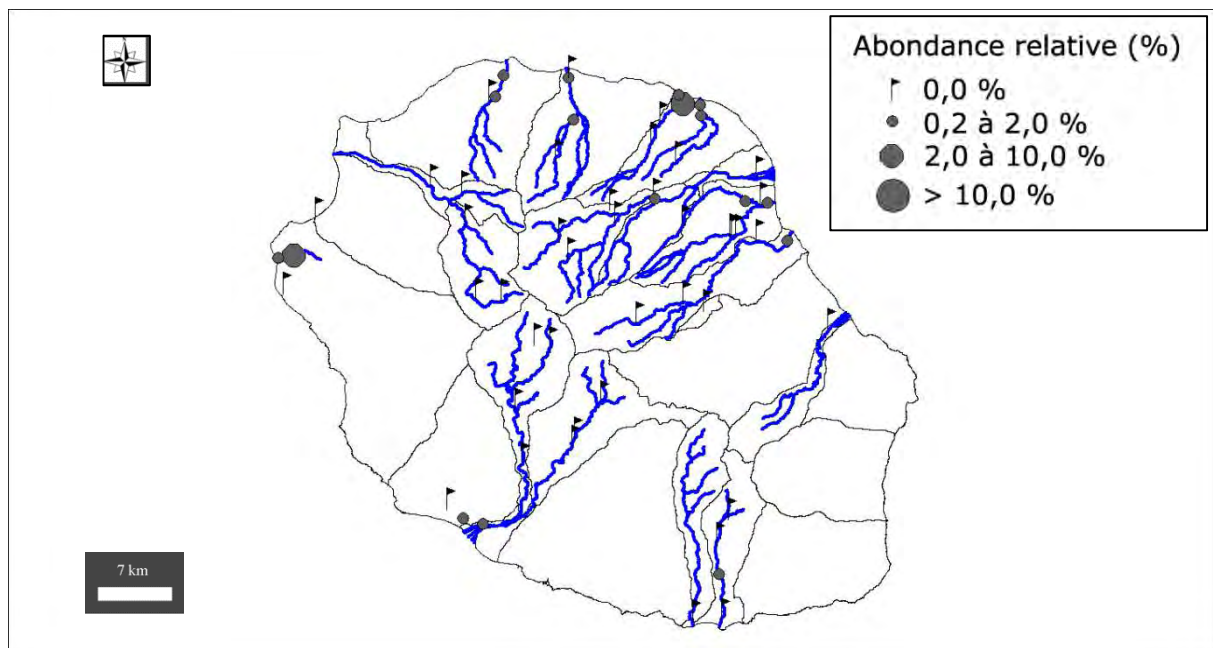 Abondance relative (%)
0,0 %
0,2 à 2,0 %
2,0 à 10,0 %
> 10,0 %
7 km